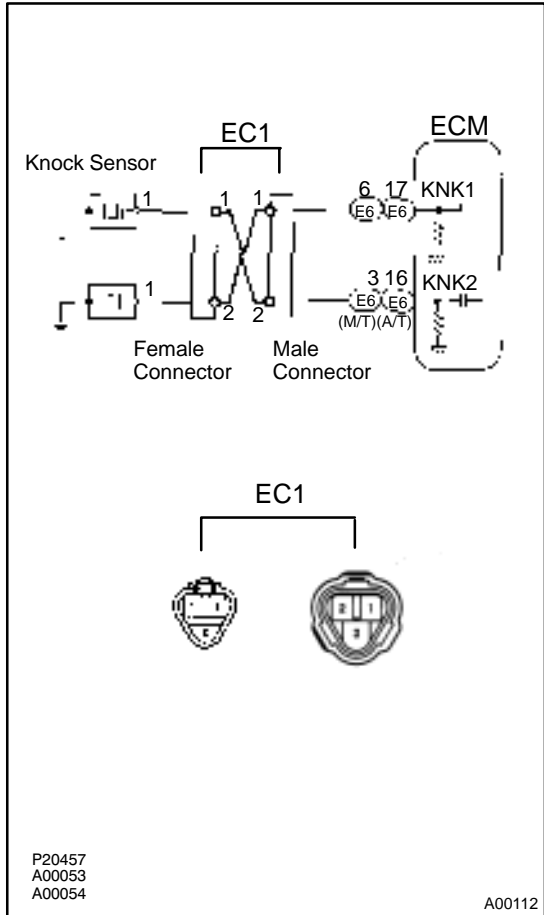 EC1
ECM
Knock Sensor
1
1
1
6
17
KNK1
E6
E6
1
2
2
3
16
KNK2
E6
E6
(M/T)(A/T)
Female
Connector
Male
Connector
EC1
2
1
3
P20457
A00053
A00054
A00112